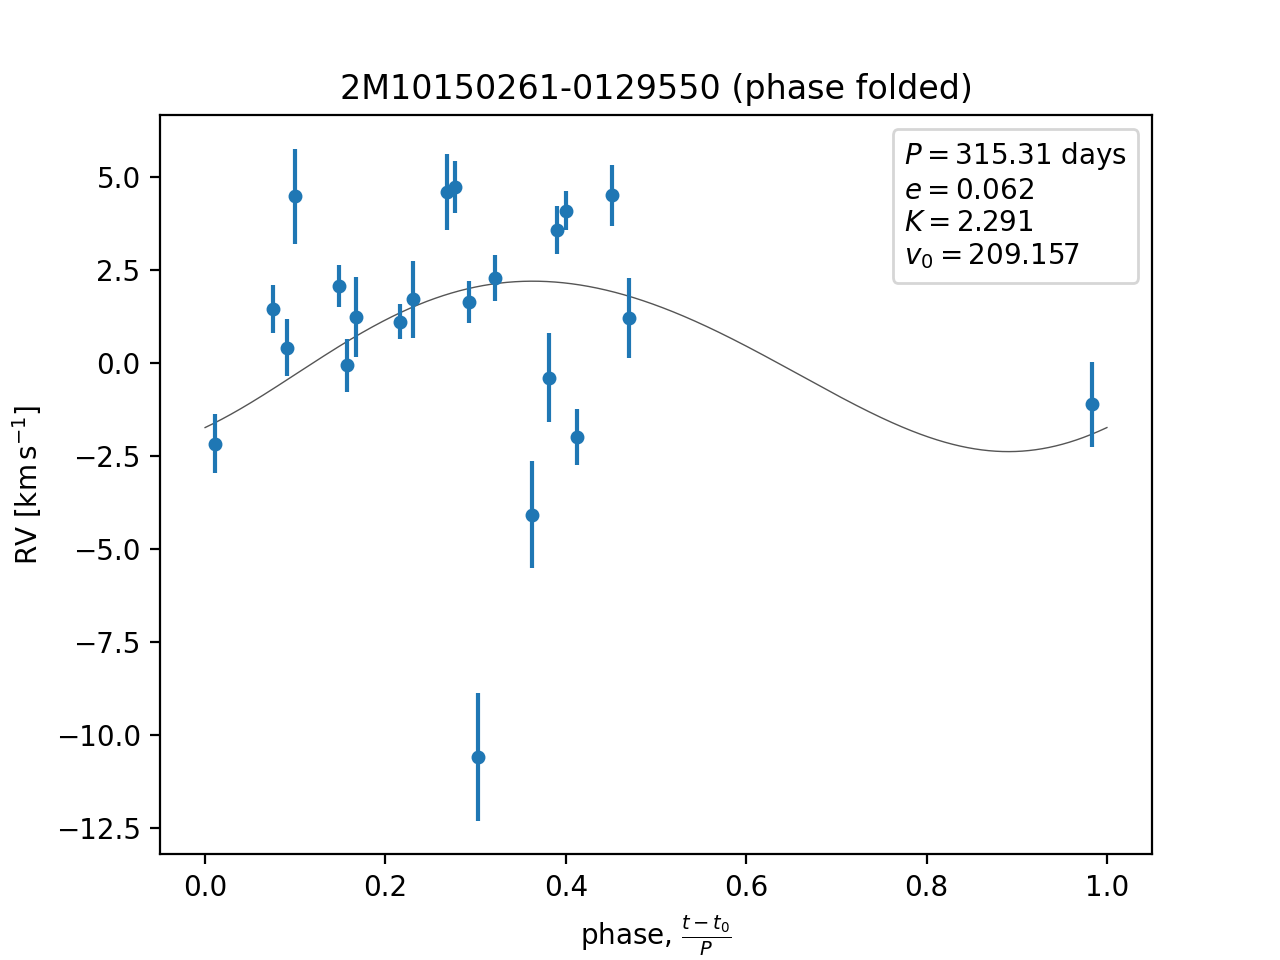 2M10150261-0129550 (phase folded)
P = 315.31 days
e = 0.062
K = 2.291
v₀ = 209.157
RV [km s⁻¹]
5.0
2.5
0.0
−2.5
−5.0
−7.5
−10.0
−12.5
0.0 0.2 0.4 0.6 0.8 1.0
phase, (t − t₀)/P